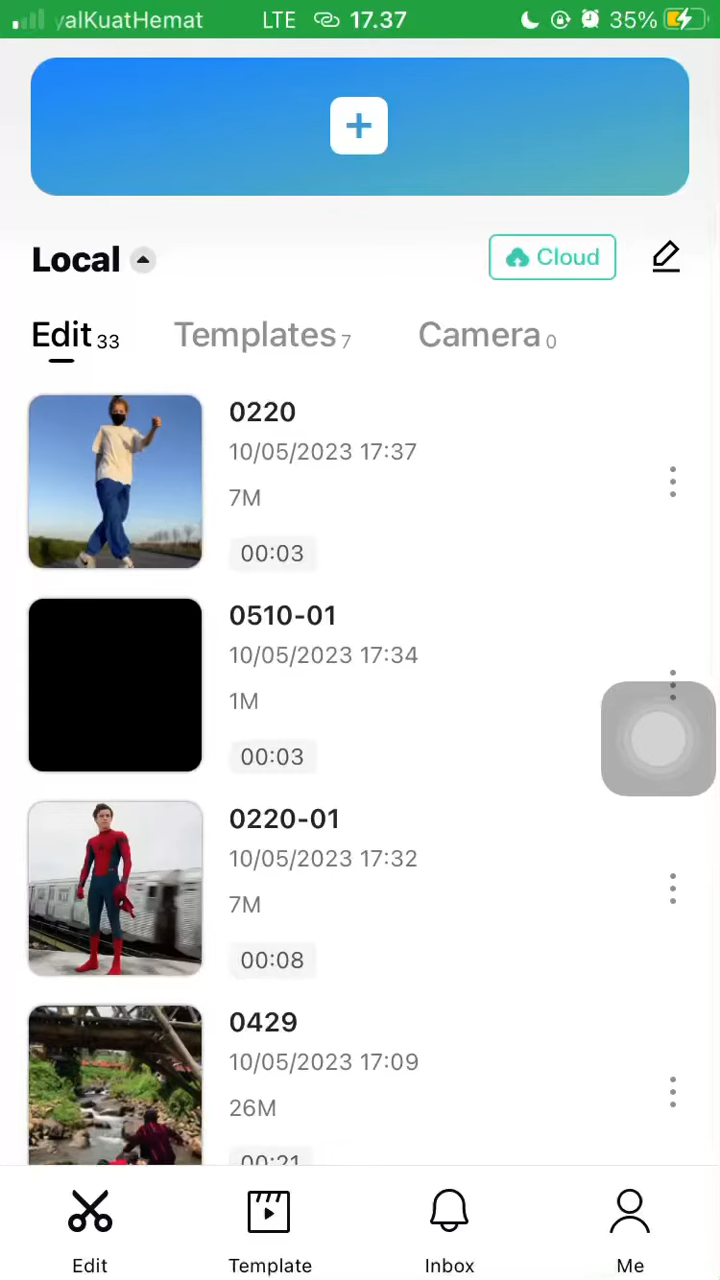 yalKuatHemat LTE 17.37 35%
Local
Cloud
Edit 33 Templates 7 Camera 0
0220
10/05/2023 17:37
7M
00:03
0510-01
10/05/2023 17:34
1M
00:03
0220-01
10/05/2023 17:32
7M
00:08
0429
10/05/2023 17:09
26M
00:21
Edit Template Inbox Me